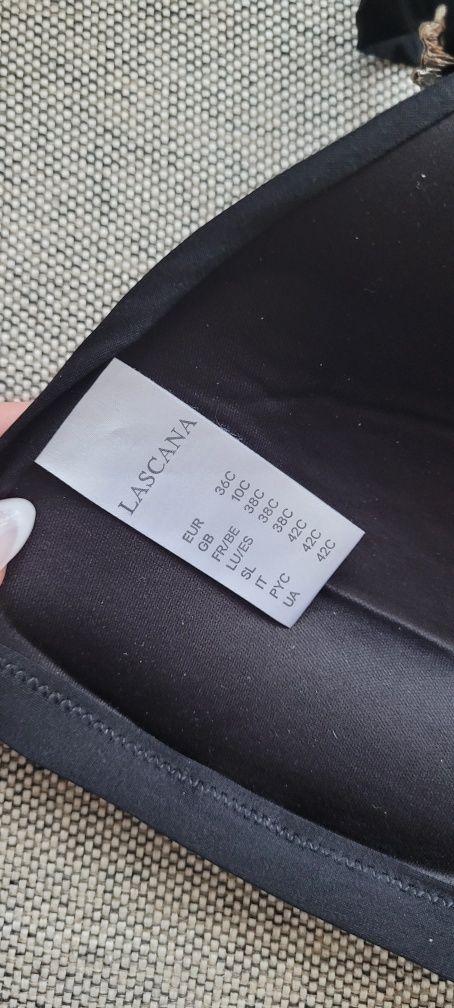 LASCANA
EUR 36C
GB 10C
FR/BE 38C
LU/ES 38C
SL 38C
IT 42C
PYC 42C
UA 42C